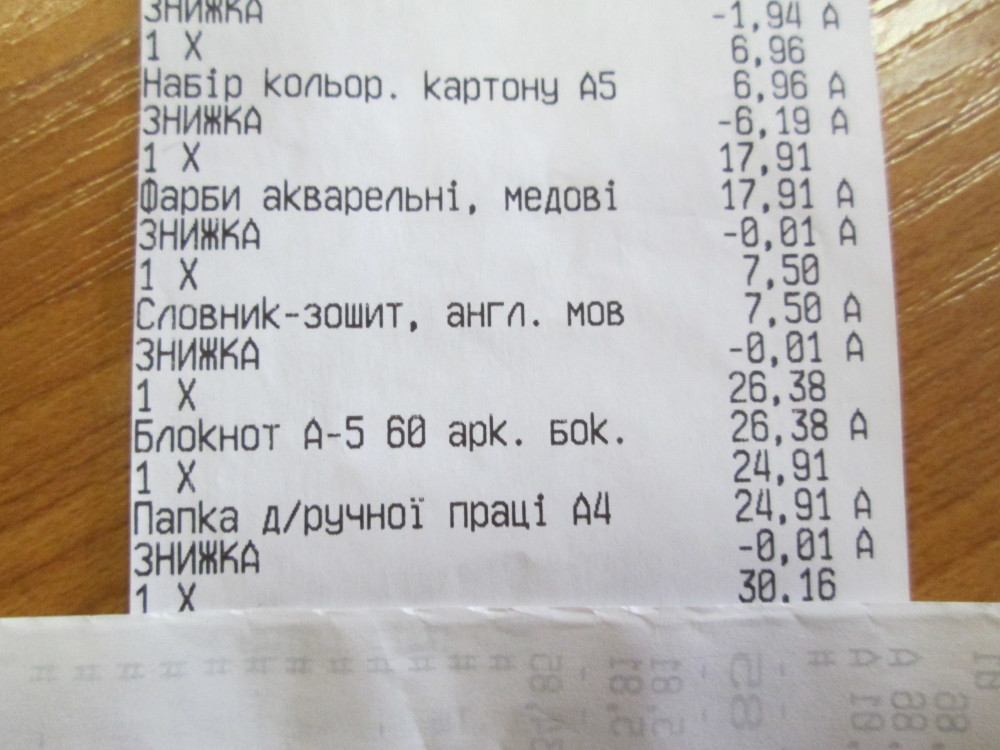 ЗНИЖКА -1,94 А
1 X 6,96
Набір кольор. картону А5 6,96 А
ЗНИЖКА -6,19 А
1 X 17,91
Фарби акварельні, медові 17,91 А
ЗНИЖКА -0,01 А
1 X 7,50
Словник-зошит, англ. мов 7,50 А
ЗНИЖКА -0,01 А
1 X 26,38
Блокнот А-5 60 арк. бок. 26,38 А
1 X 24,91
Папка д/ручної праці А4 24,91 А
ЗНИЖКА -0,01 А
1 X 30.16